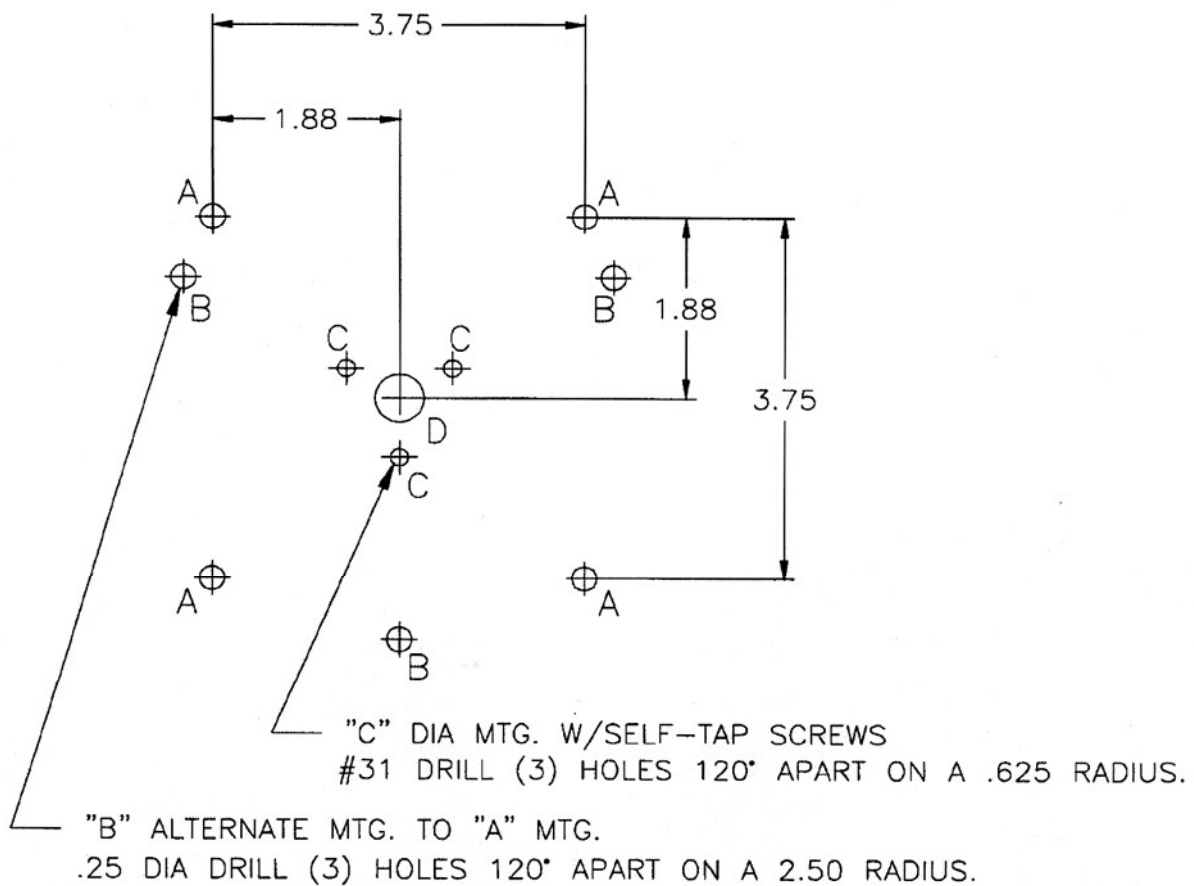 3.75
1.88
A
A
B
B
1.88
C
C
3.75
D
C
A
A
B
"C" DIA MTG. W/SELF-TAP SCREWS
#31 DRILL (3) HOLES 120° APART ON A .625 RADIUS.
"B" ALTERNATE MTG. TO "A" MTG.
.25 DIA DRILL (3) HOLES 120° APART ON A 2.50 RADIUS.